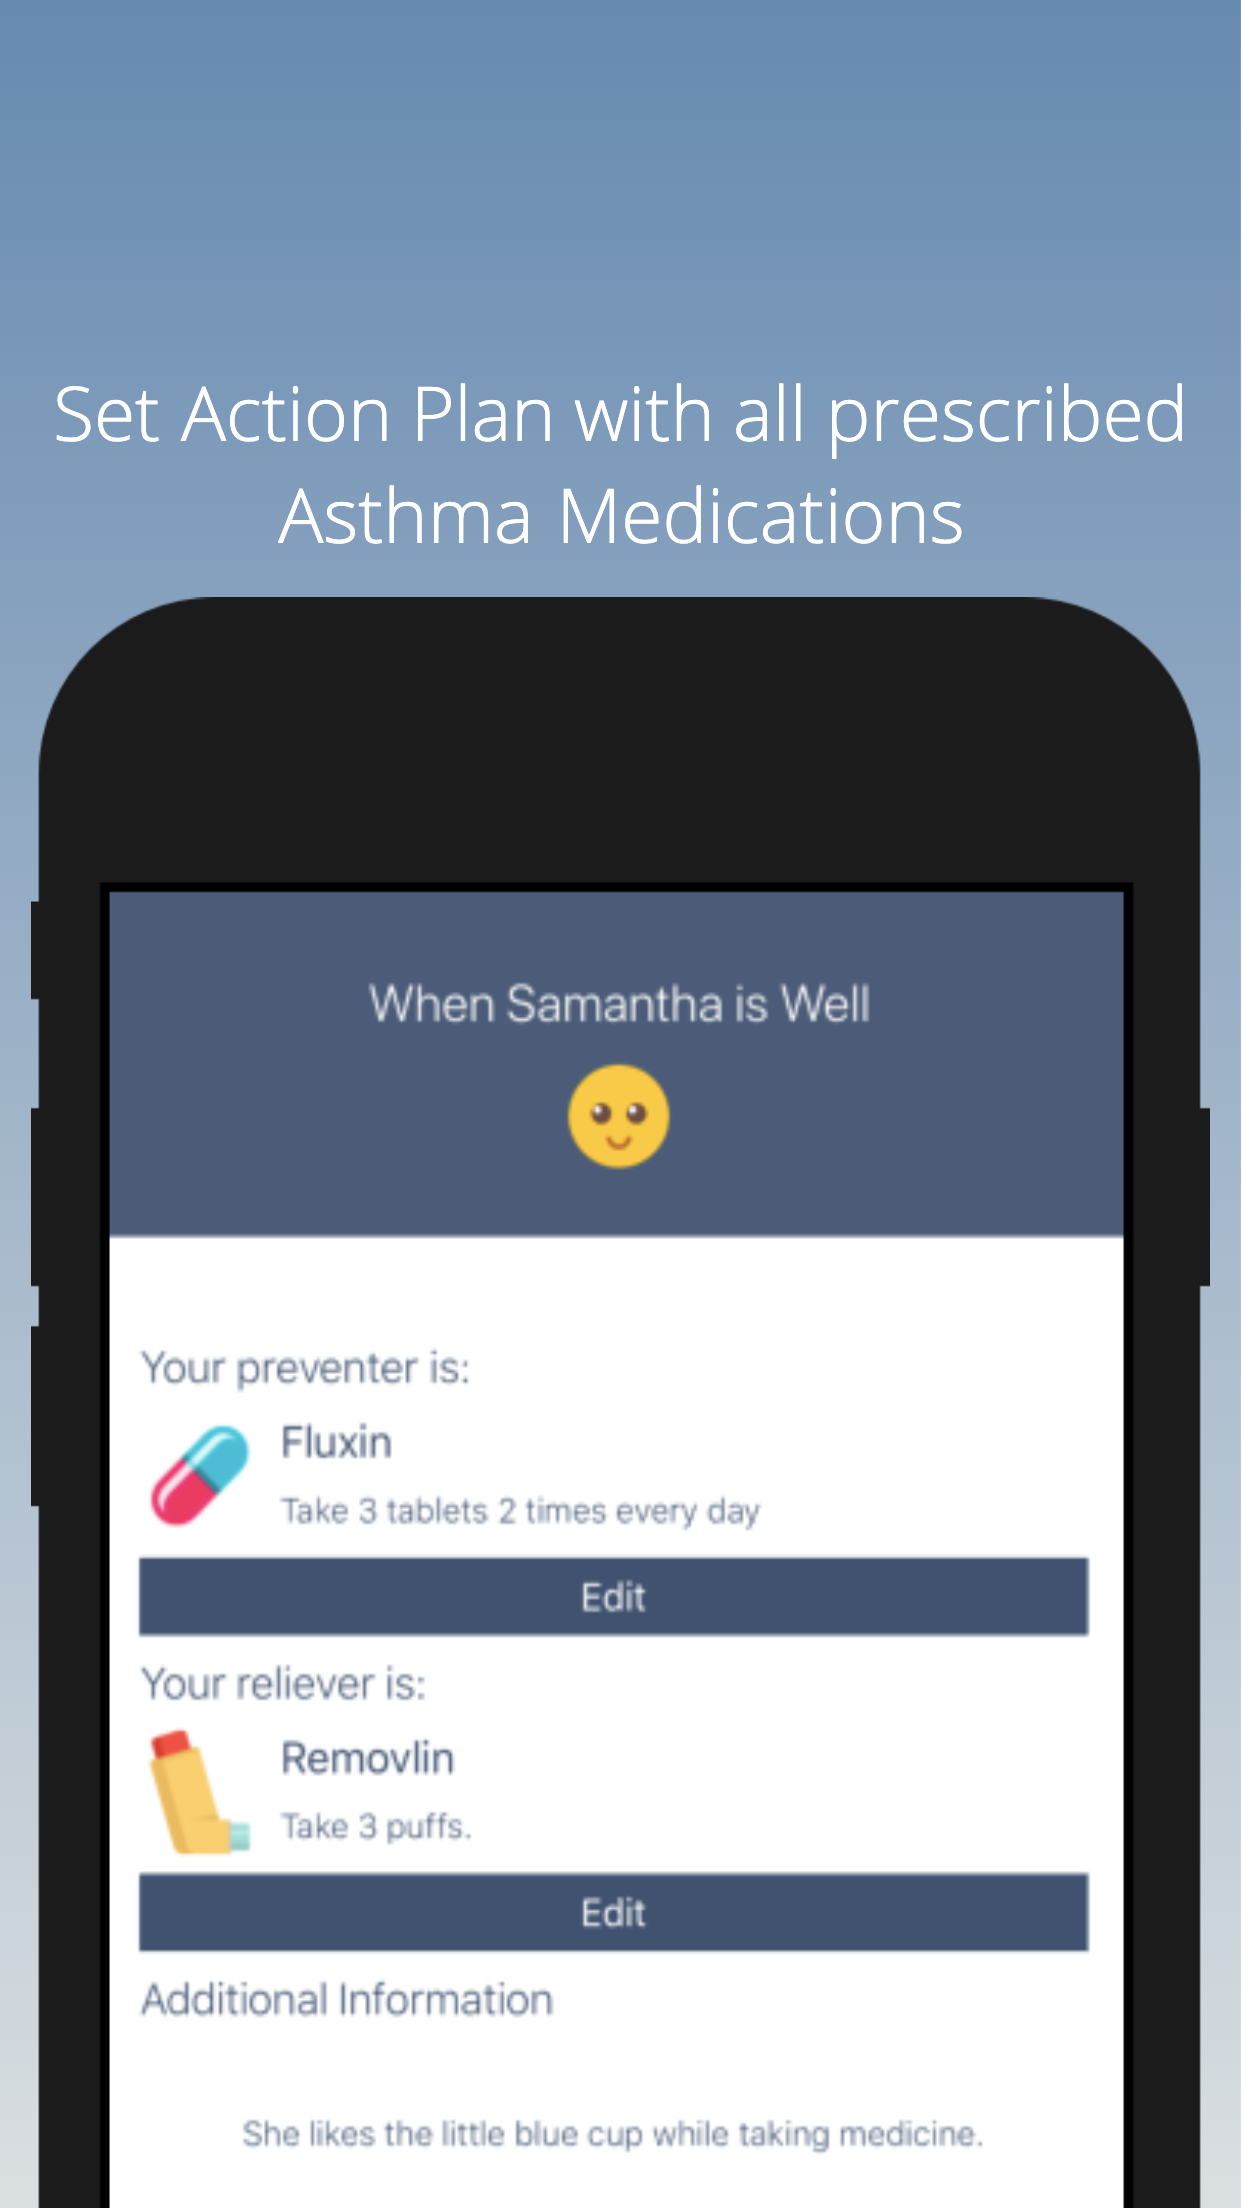 Set Action Plan with all prescribed
Asthma Medications
When Samantha is Well
Your preventer is:
Fluxin
Take 3 tablets 2 times every day
Edit
Your reliever is:
Removlin
Take 3 puffs.
Edit
Additional Information
She likes the little blue cup while taking medicine.